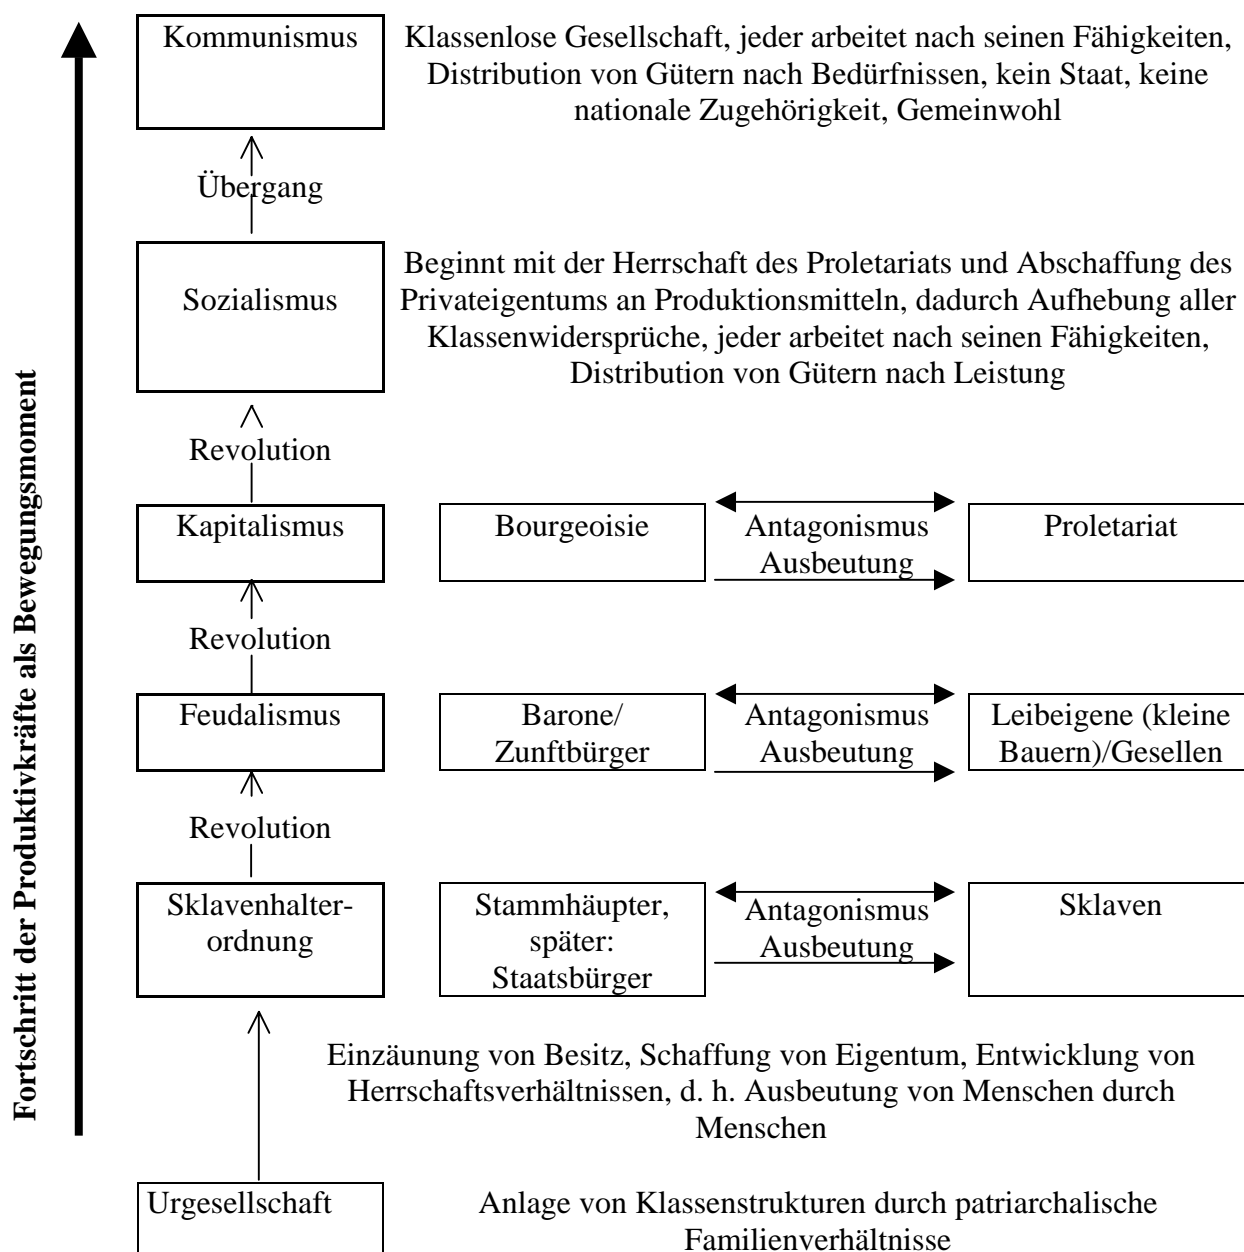 Fortschritt der Produktivkräfte als Bewegungsmoment
Kommunismus
Klassenlose Gesellschaft, jeder arbeitet nach seinen Fähigkeiten,
Distribution von Gütern nach Bedürfnissen, kein Staat, keine
nationale Zugehörigkeit, Gemeinwohl
Übergang
Sozialismus
Beginnt mit der Herrschaft des Proletariats und Abschaffung des
Privateigentums an Produktionsmitteln, dadurch Aufhebung aller
Klassenwidersprüche, jeder arbeitet nach seinen Fähigkeiten,
Distribution von Gütern nach Leistung
Revolution
Kapitalismus
Bourgeoisie
Antagonismus
Ausbeutung
Proletariat
Revolution
Feudalismus
Barone/
Zunftbürger
Antagonismus
Ausbeutung
Leibeigene (kleine
Bauern)/Gesellen
Revolution
Sklavenhalter-
ordnung
Stammhäupter,
später:
Staatsbürger
Antagonismus
Ausbeutung
Sklaven
Einzäunung von Besitz, Schaffung von Eigentum, Entwicklung von
Herrschaftsverhältnissen, d. h. Ausbeutung von Menschen durch
Menschen
Urgesellschaft
Anlage von Klassenstrukturen durch patriarchalische
Familienverhältnisse